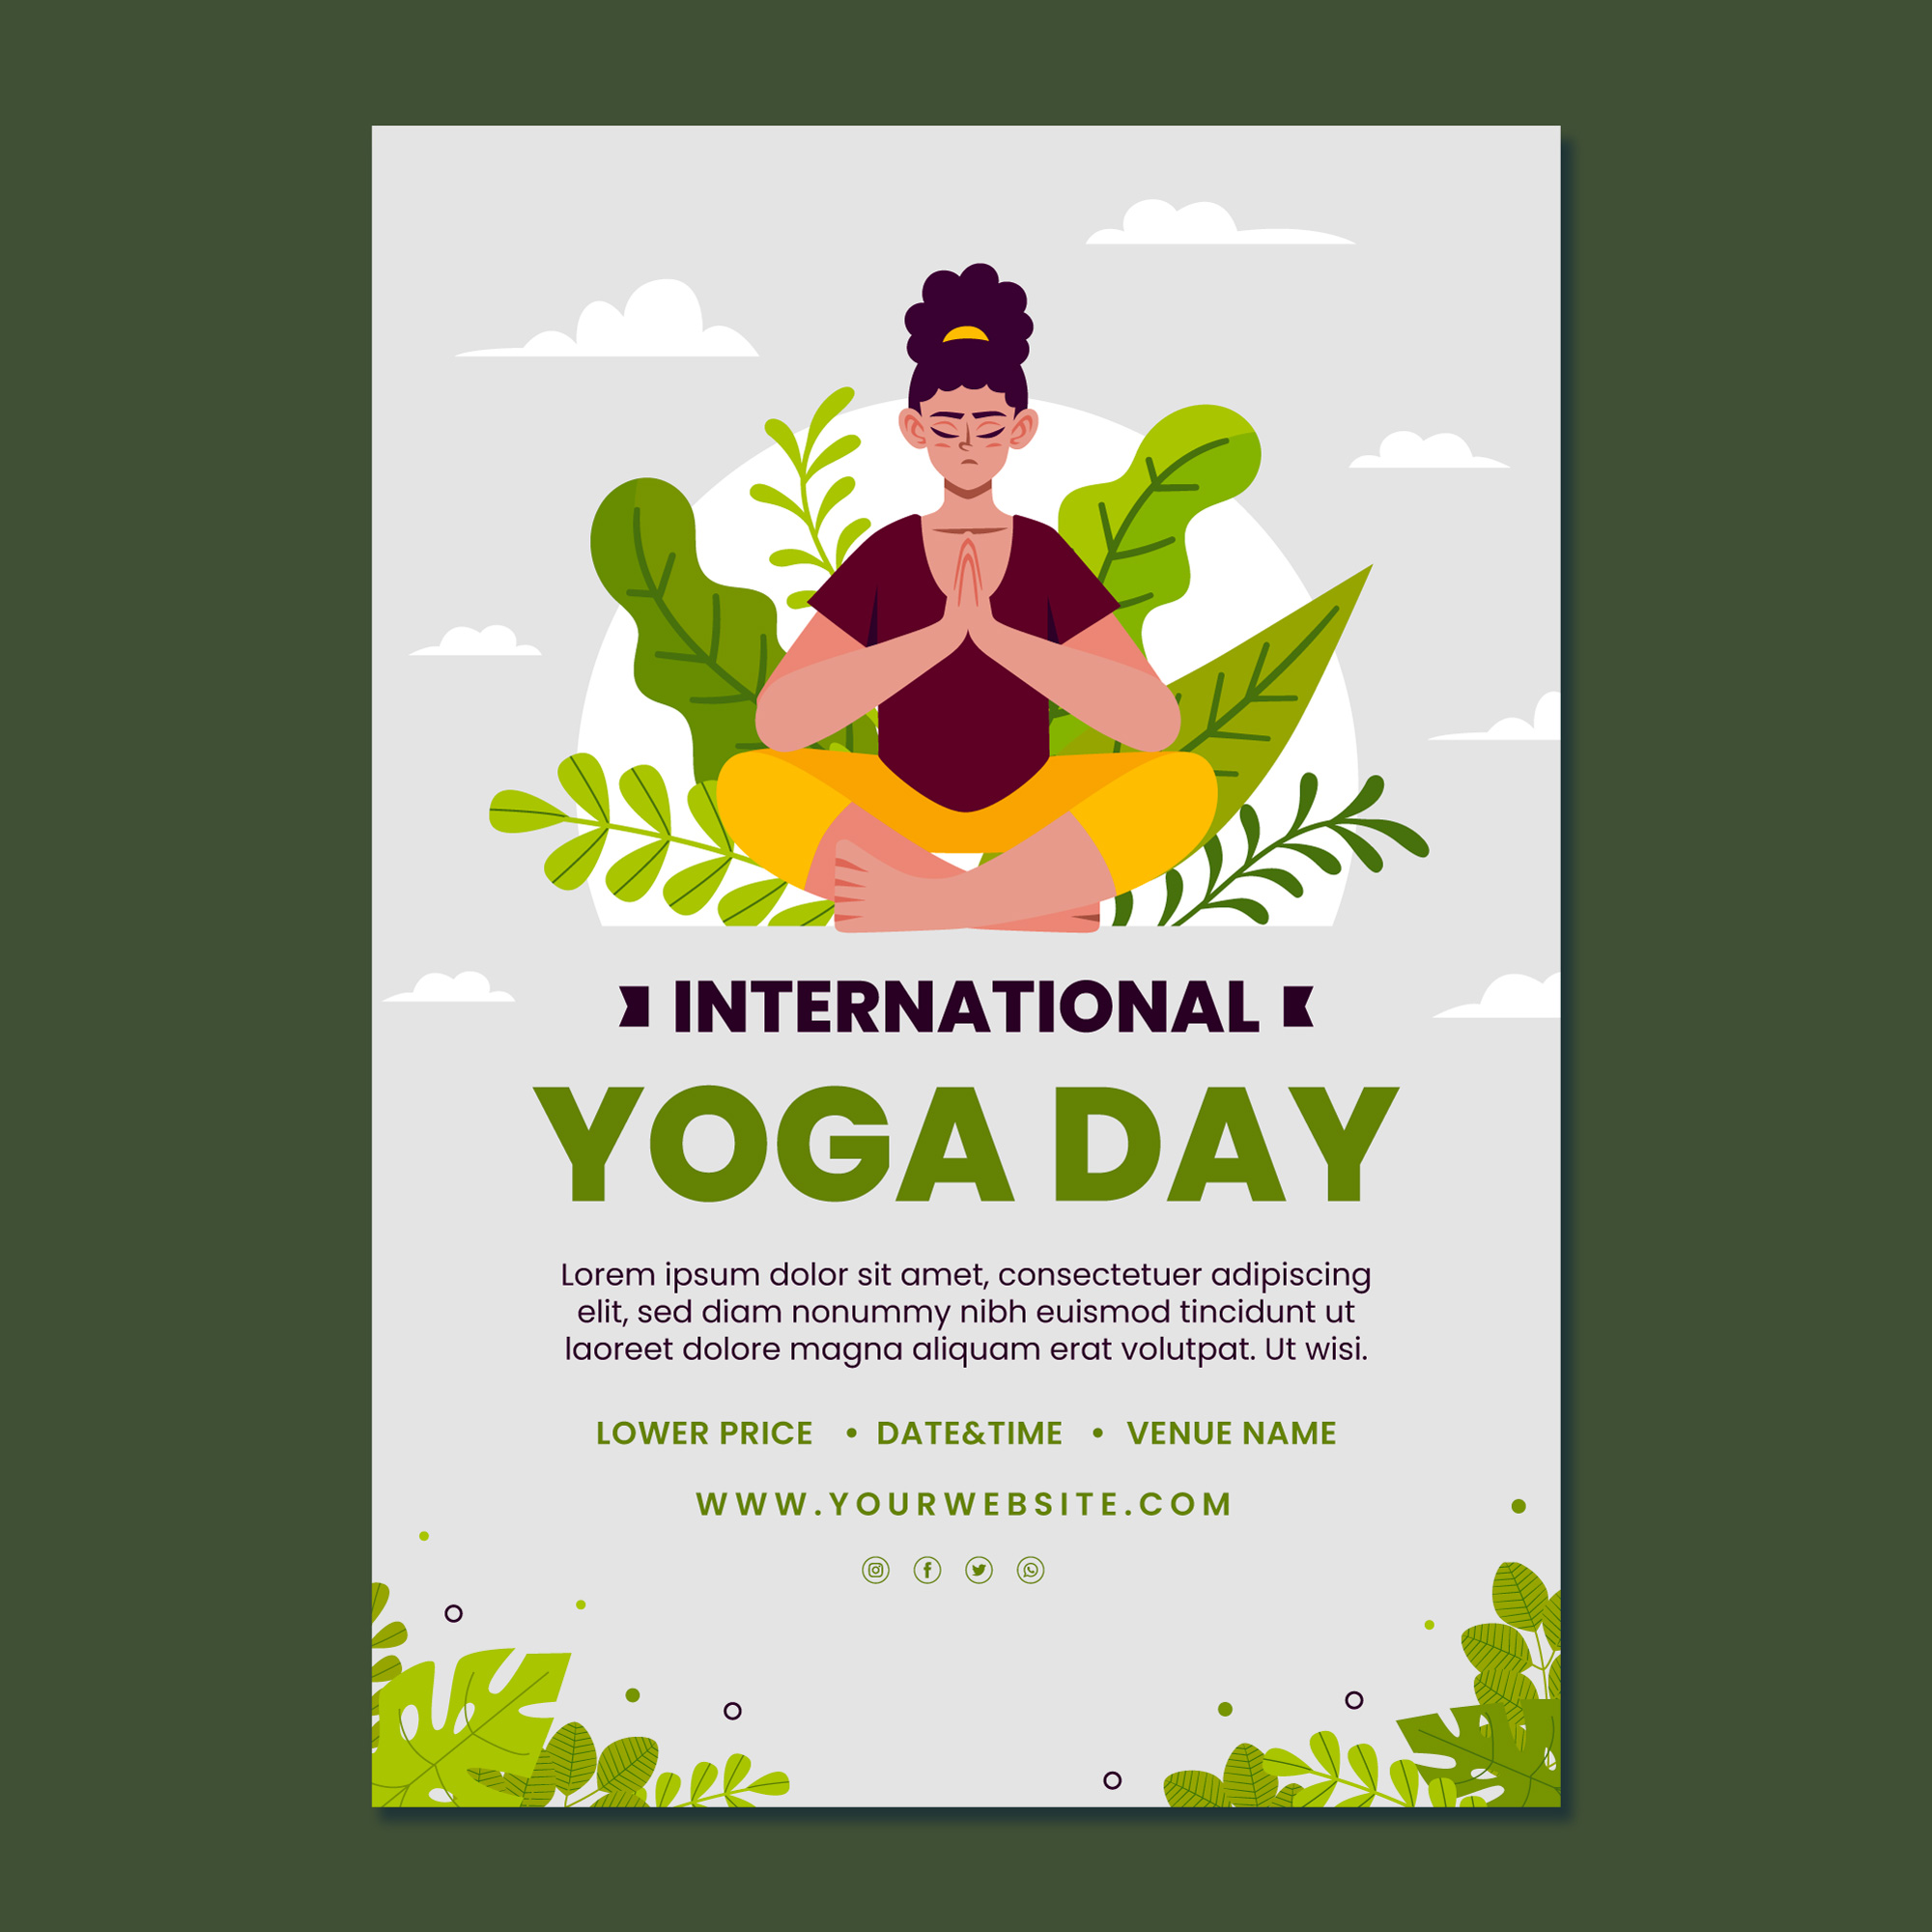 INTERNATIONAL
YOGA DAY
Lorem ipsum dolor sit amet, consectetuer adipiscing
elit, sed diam nonummy nibh euismod tincidunt ut
laoreet dolore magna aliquam erat volutpat. Ut wisi.
LOWER PRICE • DATE&TIME • VENUE NAME
WWW.YOURWEBSITE.COM